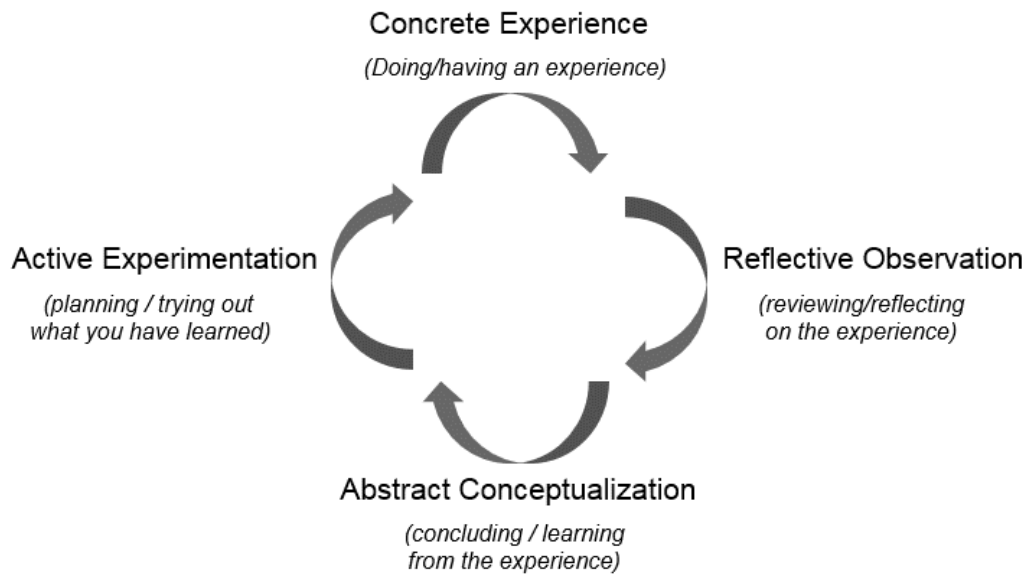 Concrete Experience
(Doing/having an experience)
Active Experimentation
(planning / trying out
what you have learned)
Reflective Observation
(reviewing/reflecting
on the experience)
Abstract Conceptualization
(concluding / learning
from the experience)